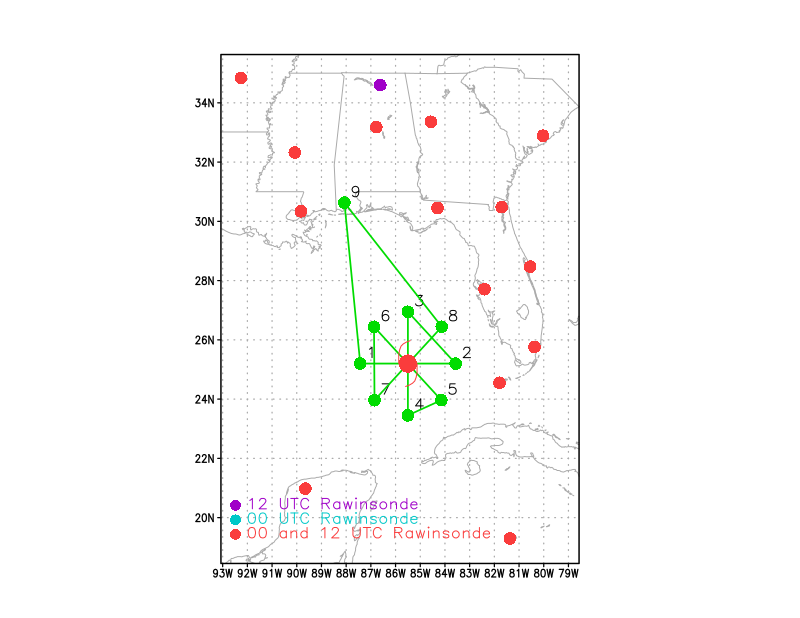 34N
9
32N
30N
28N
3
6
8
26N
1
2
7
5
24N
4
22N
12 UTC Rawinsonde
20N
00 UTC Rawinsonde
00 and 12 UTC Rawinsonde
93W 92W 91W 90W 89W 88W 87W 86W 85W 84W 83W 82W 81W 80W 79W